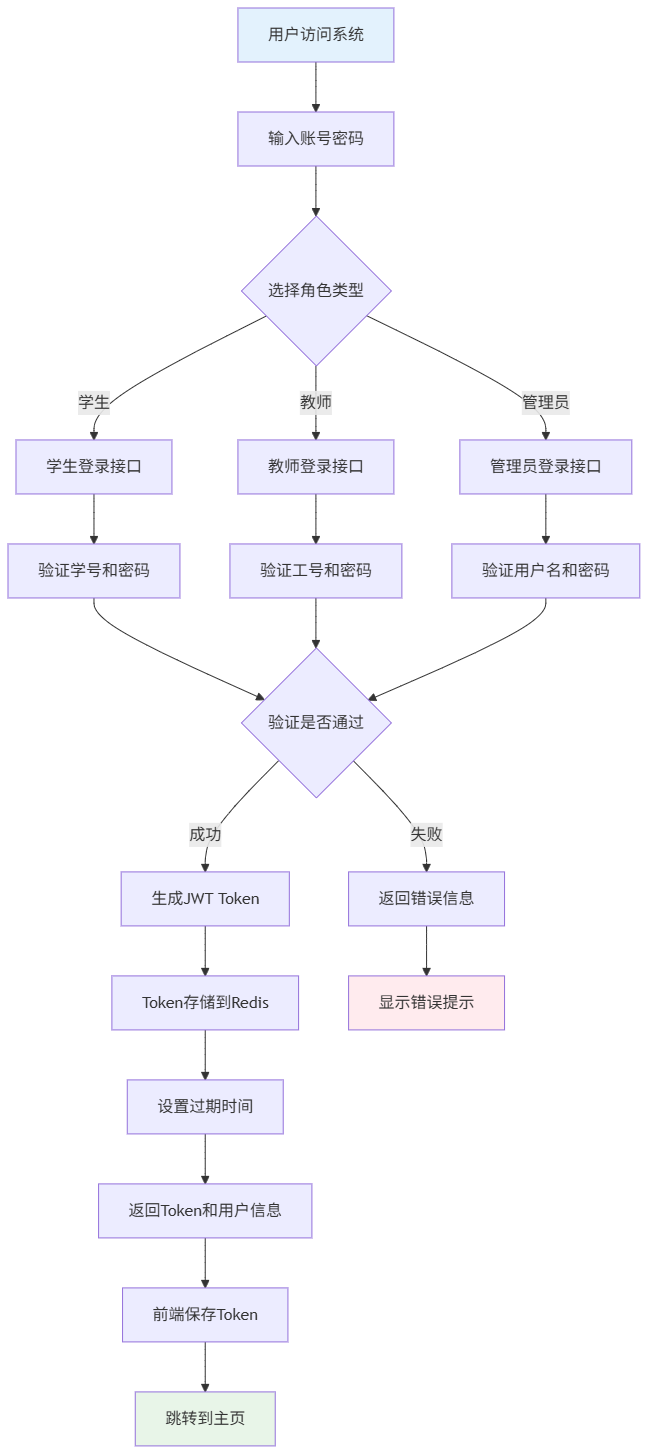 用户访问系统
输入账号密码
选择角色类型
学生
教师
管理员
学生登录接口
教师登录接口
管理员登录接口
验证学号和密码
验证工号和密码
验证用户名和密码
验证是否通过
成功
失败
生成JWT Token
返回错误信息
Token存储到Redis
显示错误提示
设置过期时间
返回Token和用户信息
前端保存Token
跳转到主页